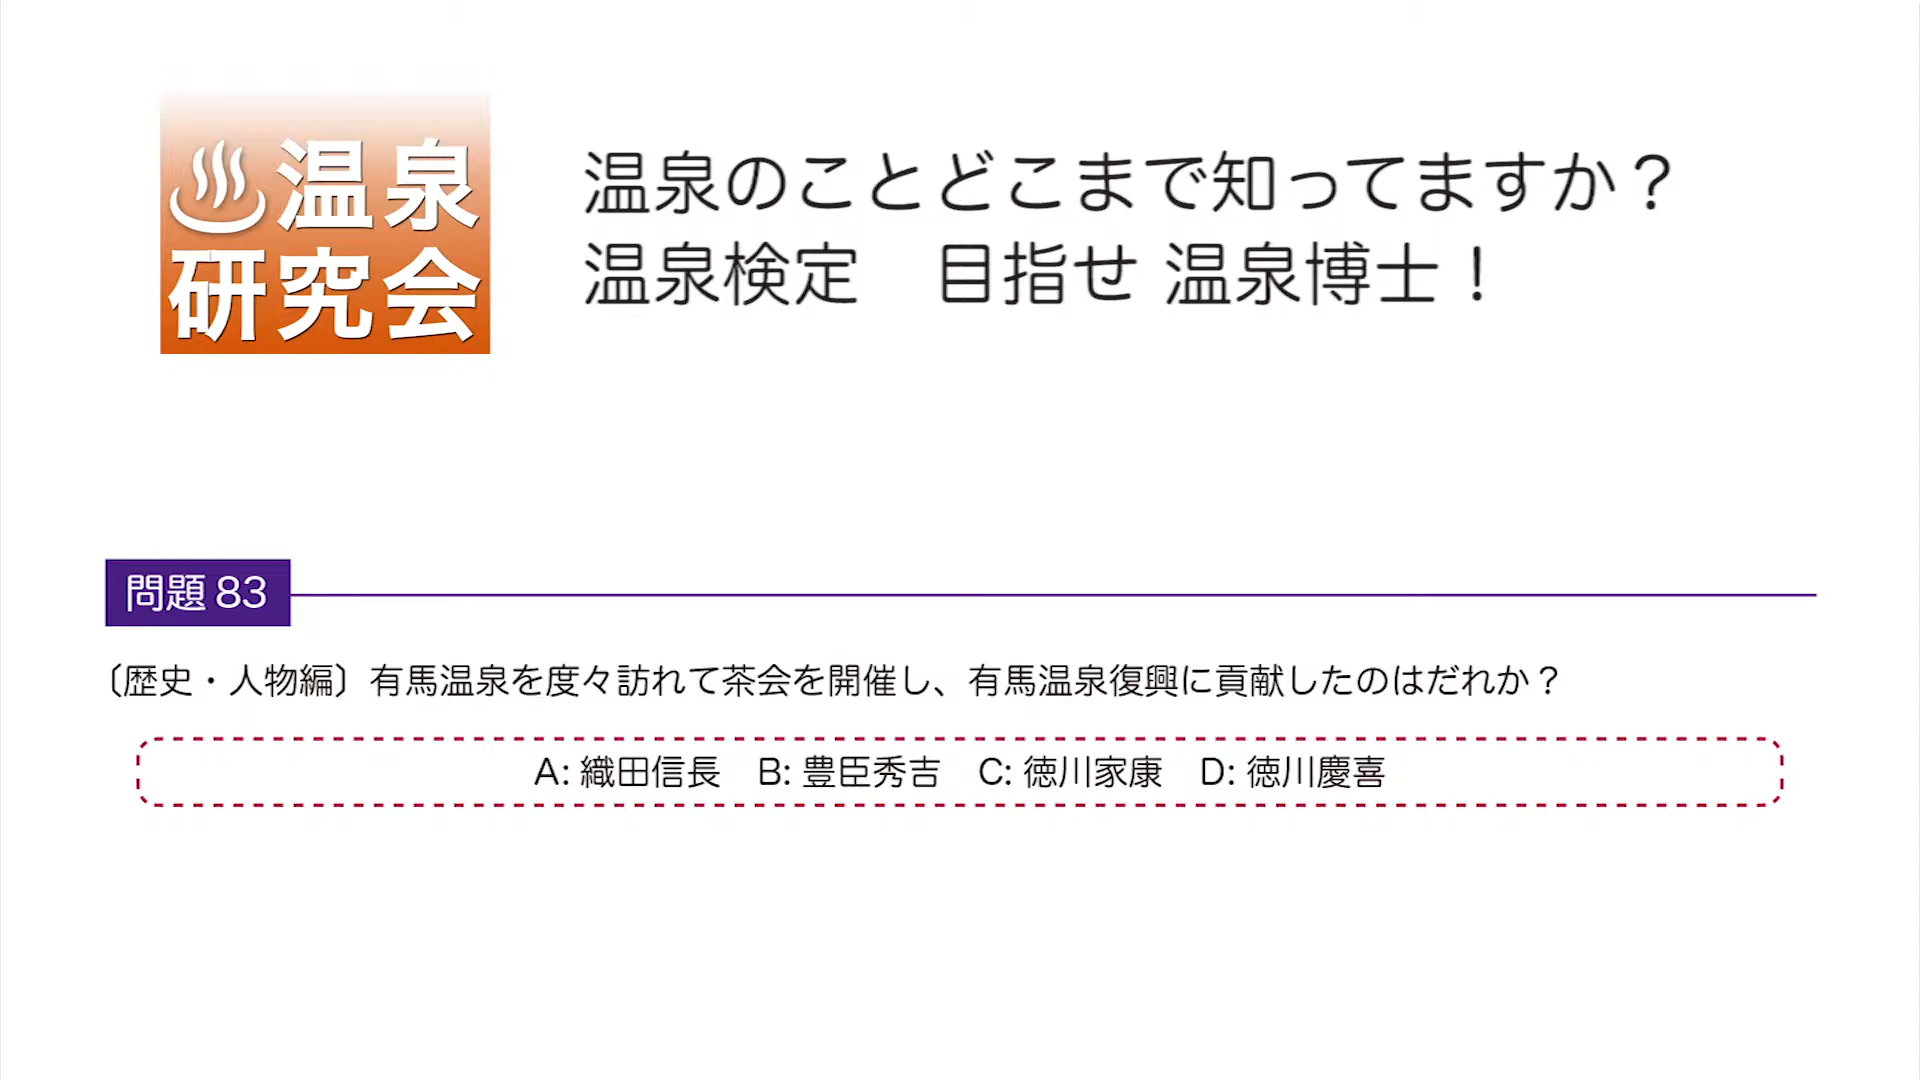 温泉
研究会
温泉のことどこまで知ってますか？
温泉検定　目指せ 温泉博士！
問題 83
〔歴史・人物編〕有馬温泉を度々訪れて茶会を開催し、有馬温泉復興に貢献したのはだれか？
A: 織田信長　B: 豊臣秀吉　C: 徳川家康　D: 徳川慶喜